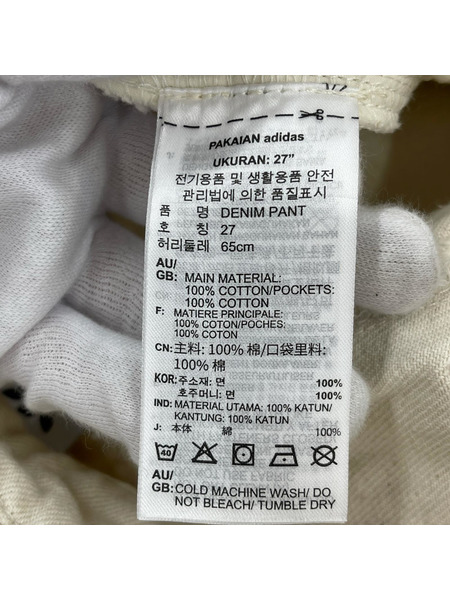 PAKAIAN adidas
UKURAN: 27"
전기용품 및 생활용품 안전
관리법에 의한 품질표시
품 명 DENIM PANT
호 칭 27
허리둘레 65cm
AU/
GB: MAIN MATERIAL:
100% COTTON/POCKETS:
100% COTTON
F: MATIERE PRINCIPALE:
100% COTON/POCHES:
100% COTON
CN: 主料: 100% 棉/口袋里料:
100% 棉
KOR: 주소재: 면 100%
호주머니: 면 100%
IND: MATERIAL UTAMA: 100% KATUN/
KANTUNG: 100% KATUN
J: 本体 綿 100%
40
AU/
GB: COLD MACHINE WASH/ DO
NOT BLEACH/ TUMBLE DRY